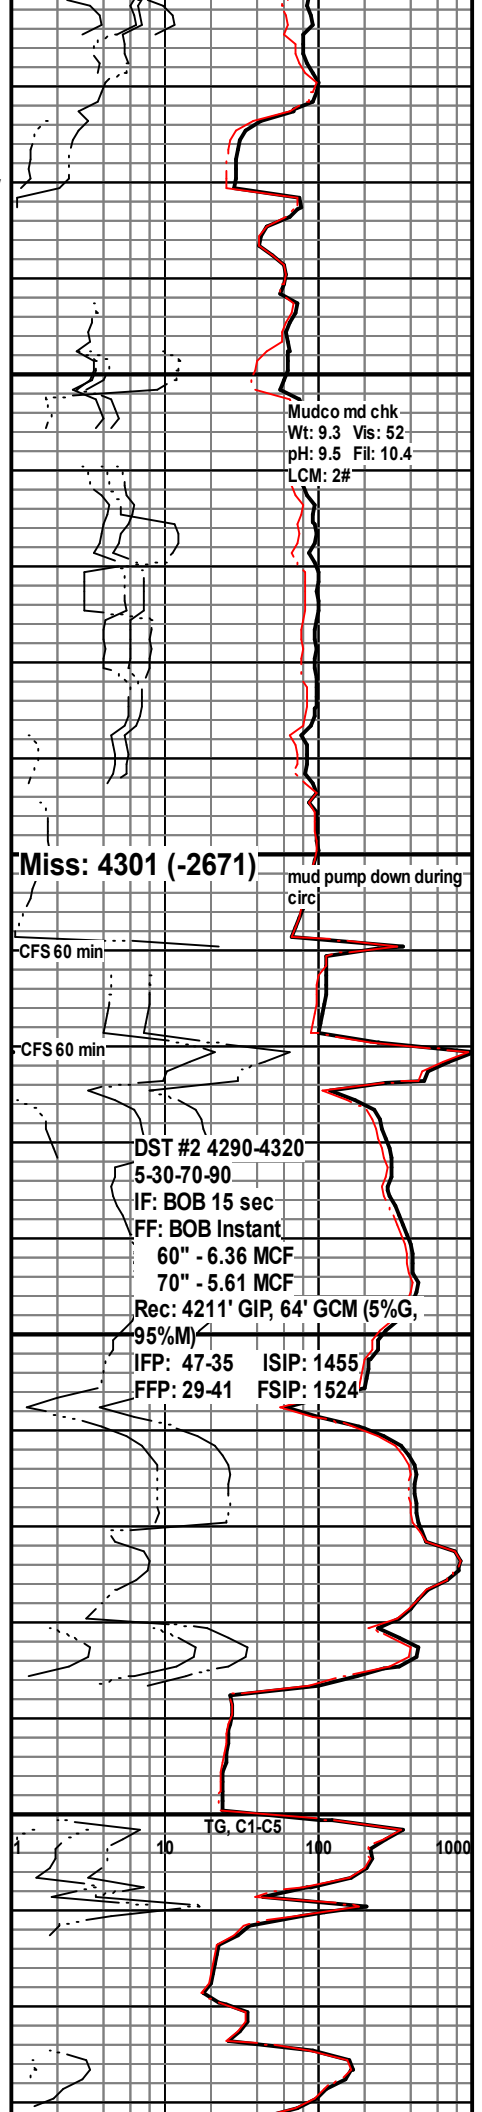 Mudco md chk
Wt: 9.3 Vis: 52
pH: 9.5 Fil: 10.4
LCM: 2#
Miss: 4301 (-2671)
mud pump down during
circ
CFS 60 min
CFS 60 min
DST #2 4290-4320
5-30-70-90
IF: BOB 15 sec
FF: BOB Instant
60" - 6.36 MCF
70" - 5.61 MCF
Rec: 4211' GIP, 64' GCM (5%G,
95%M)
IFP: 47-35 ISIP: 1455
FFP: 29-41 FSIP: 1524
TG, C1-C5
1 10 100 1000